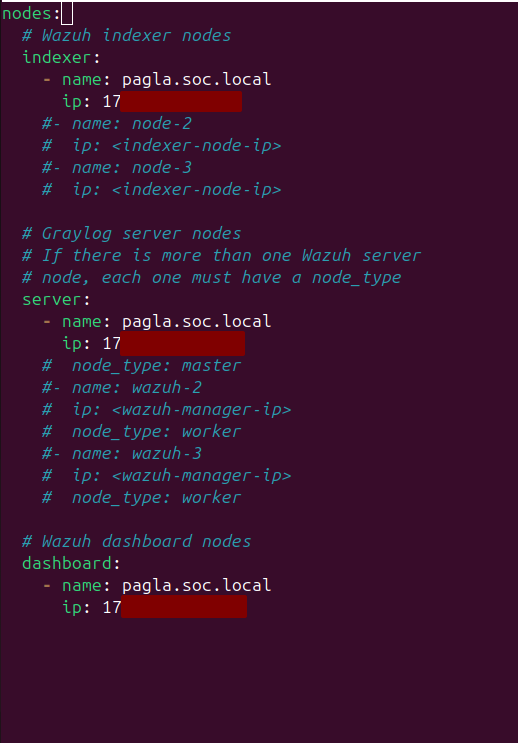 nodes:
# Wazuh indexer nodes
indexer:
- name: pagla.soc.local
ip: 17
#- name: node-2
#  ip: <indexer-node-ip>
#- name: node-3
#  ip: <indexer-node-ip>
# Graylog server nodes
# If there is more than one Wazuh server
# node, each one must have a node_type
server:
- name: pagla.soc.local
ip: 17
#  node_type: master
#- name: wazuh-2
#  ip: <wazuh-manager-ip>
#  node_type: worker
#- name: wazuh-3
#  ip: <wazuh-manager-ip>
#  node_type: worker
# Wazuh dashboard nodes
dashboard:
- name: pagla.soc.local
ip: 17